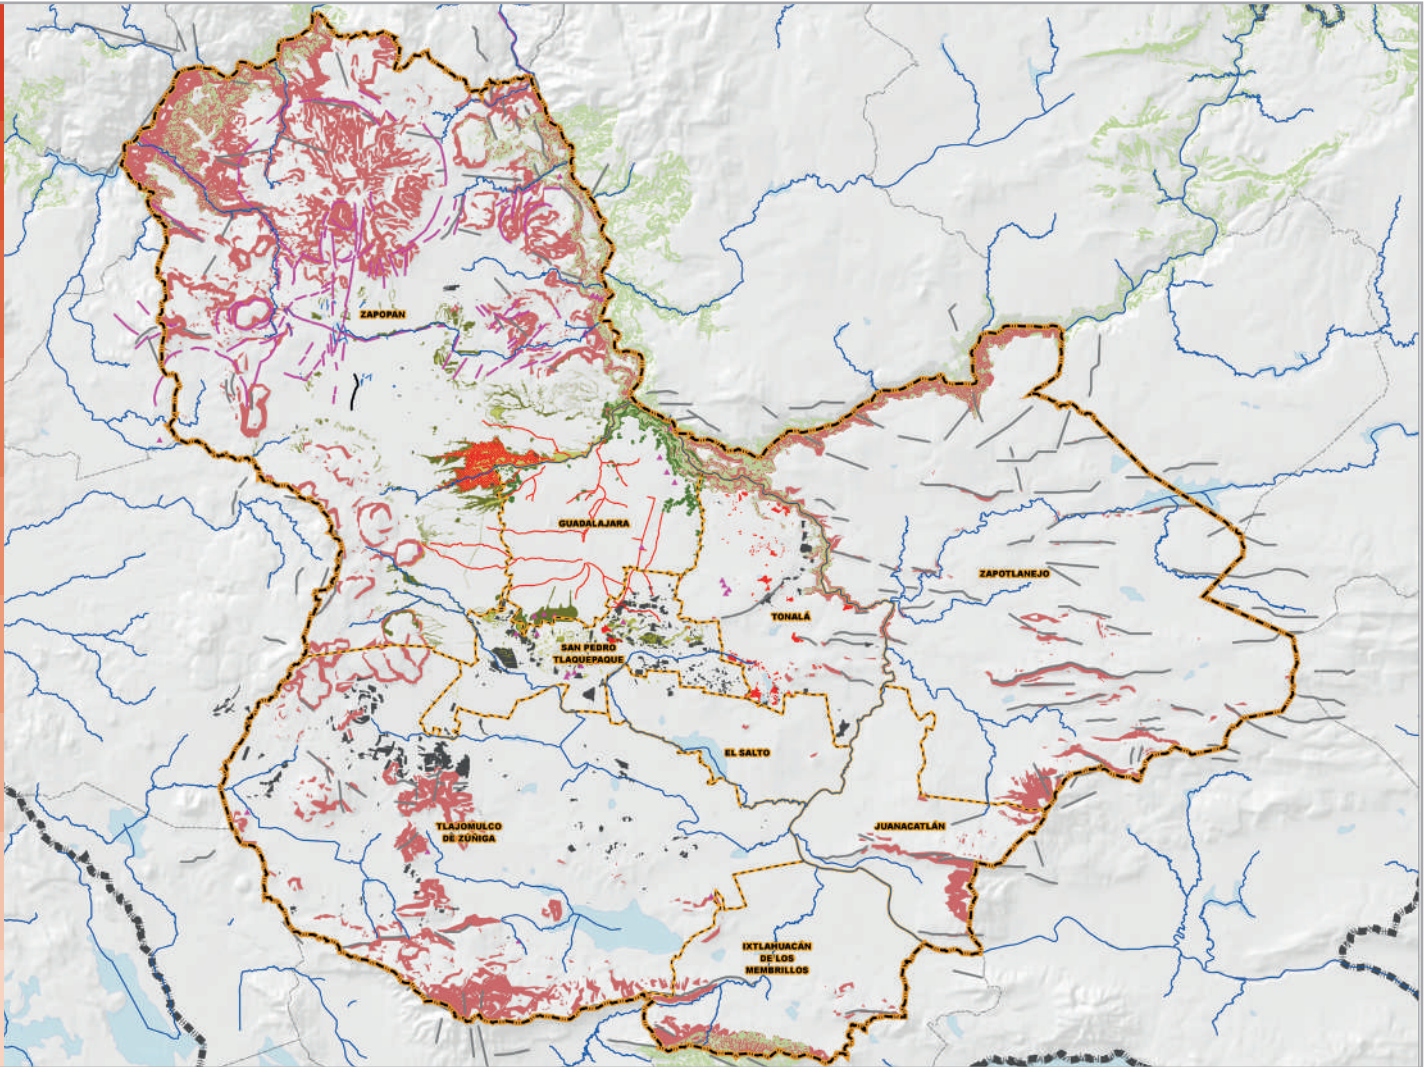 ZAPOPAN
GUADALAJARA
ZAPOTLANEJO
TONALÁ
SAN PEDRO
TLAQUEPAQUE
EL SALTO
TLAJOMULCO
DE ZÚÑIGA
JUANACATLÁN
IXTLAHUACÁN
DE LOS
MEMBRILLOS